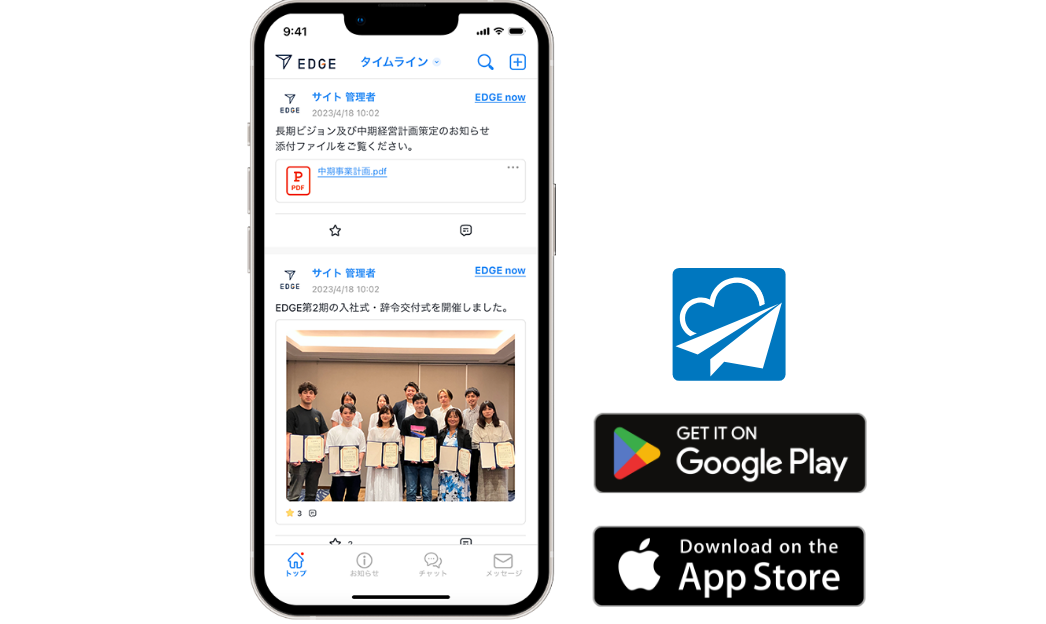 9:41
EDGE
タイムライン
EDGE
サイト 管理者
EDGE now
2023/4/18 10:02
長期ビジョン及び中期経営計画策定のお知らせ
添付ファイルをご覧ください。
P
PDF
中期事業計画.pdf
EDGE
サイト 管理者
EDGE now
2023/4/18 10:02
EDGE第2期の入社式・辞令交付式を開催しました。
3
トップ
お知らせ
チャット
メッセージ
GET IT ON
Google Play
Download on the
App Store